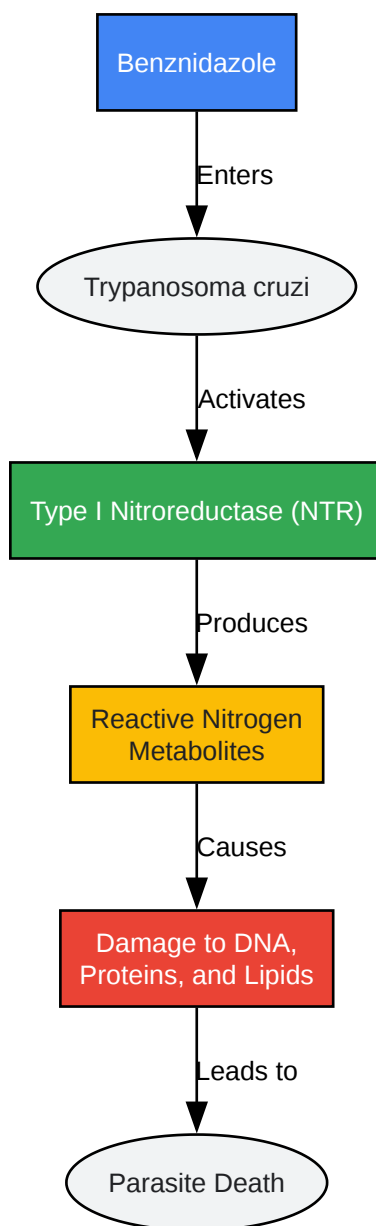 Benznidazole
Enters
Trypanosoma cruzi
Activates
Type I Nitroreductase (NTR)
Produces
Reactive Nitrogen
Metabolites
Causes
Damage to DNA,
Proteins, and Lipids
Leads to
Parasite Death